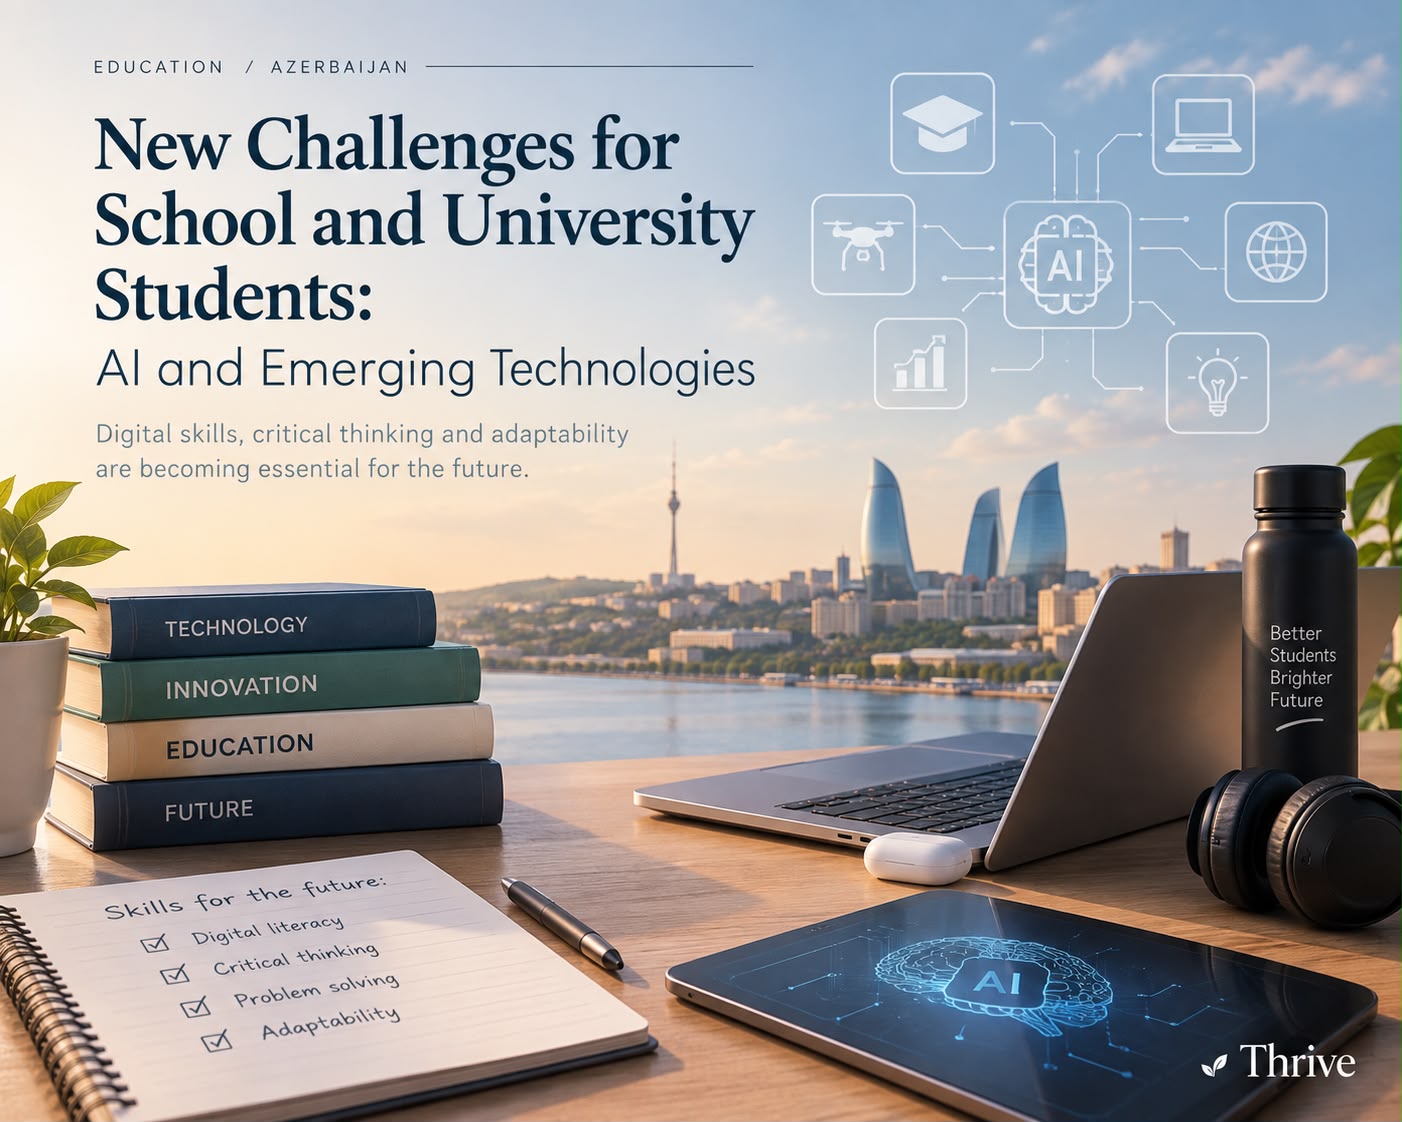 EDUCATION / AZERBAIJAN
New Challenges for
School and University
Students:
AI and Emerging Technologies
Digital skills, critical thinking and adaptability
are becoming essential for the future.
AI
TECHNOLOGY
INNOVATION
EDUCATION
FUTURE
Better
Students
Brighter
Future
Skills for the future:
Digital literacy
Critical thinking
Problem solving
Adaptability
AI
Thrive